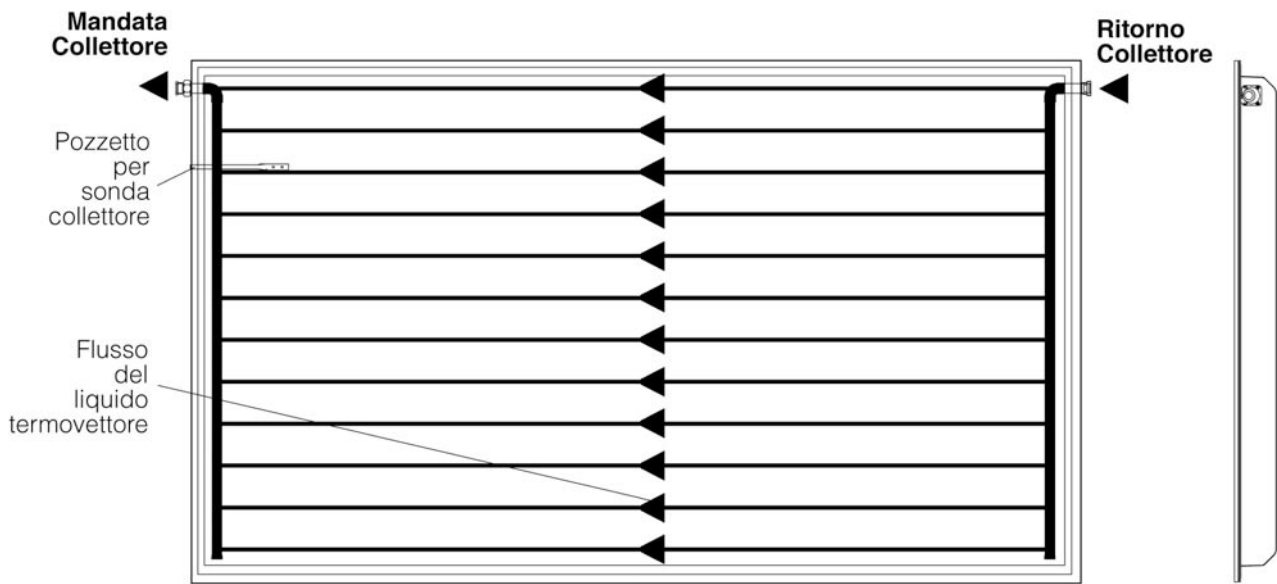 Mandata
Collettore
Ritorno
Collettore
Pozzetto
per
sonda
collettore
Flusso
del
liquido
termovettore